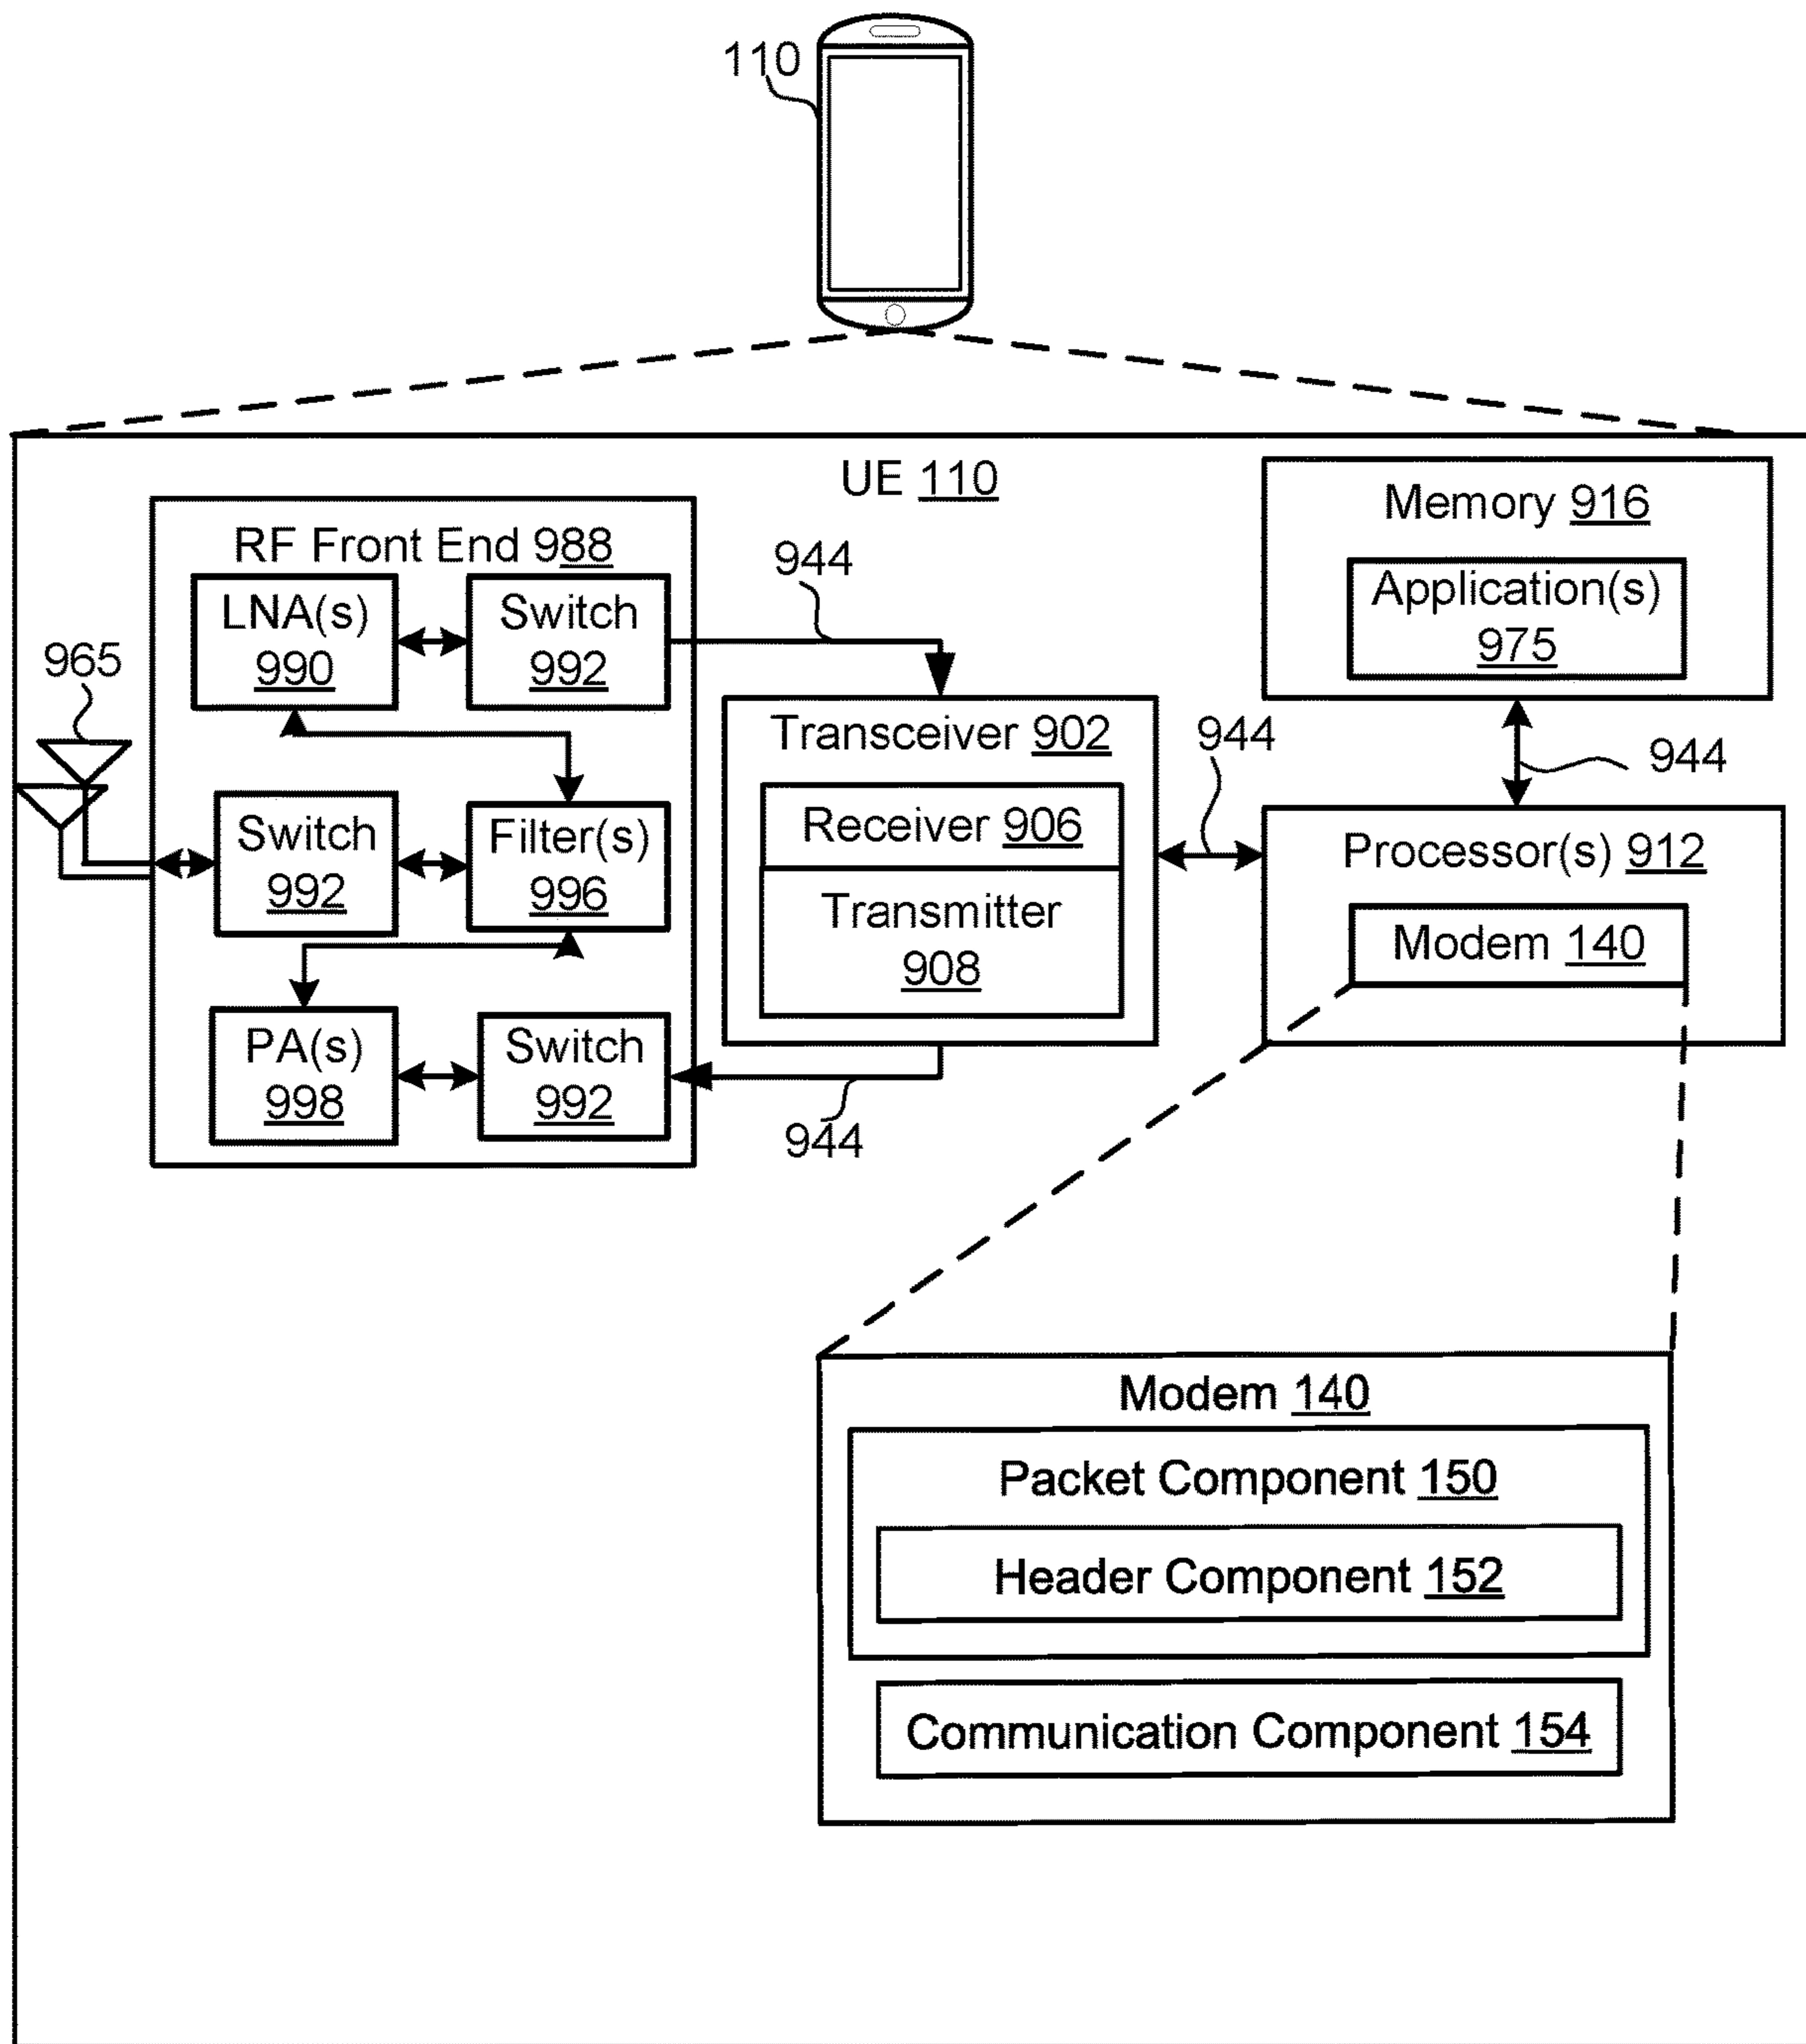 110
UE 110
RF Front End 988
LNA(s)
990
Switch
992
944
965
Switch
992
Filter(s)
996
PA(s)
998
Switch
992
944
Transceiver 902
Receiver 906
Transmitter
908
944
Memory 916
Application(s)
975
944
Processor(s) 912
Modem 140
Modem 140
Packet Component 150
Header Component 152
Communication Component 154